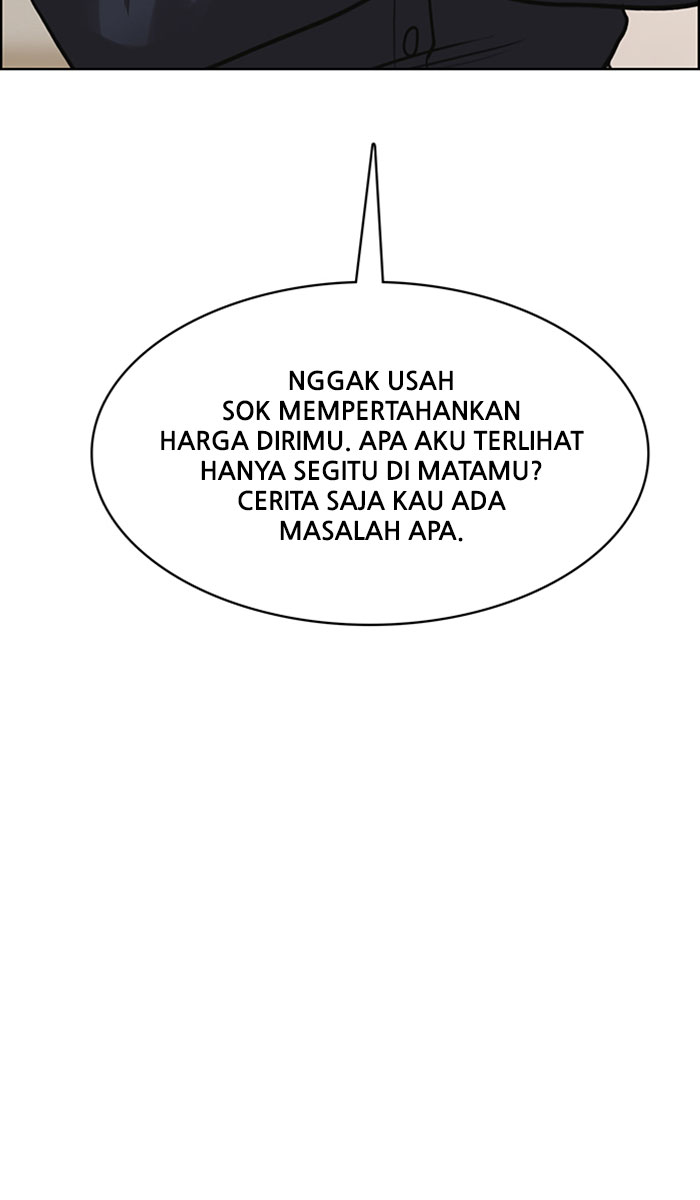 NGGAK USAH
SOK MEMPERTAHANKAN
HARGA DIRIMU. APA AKU TERLIHAT
HANYA SEGITU DI MATAMU?
CERITA SAJA KAU ADA
MASALAH APA.